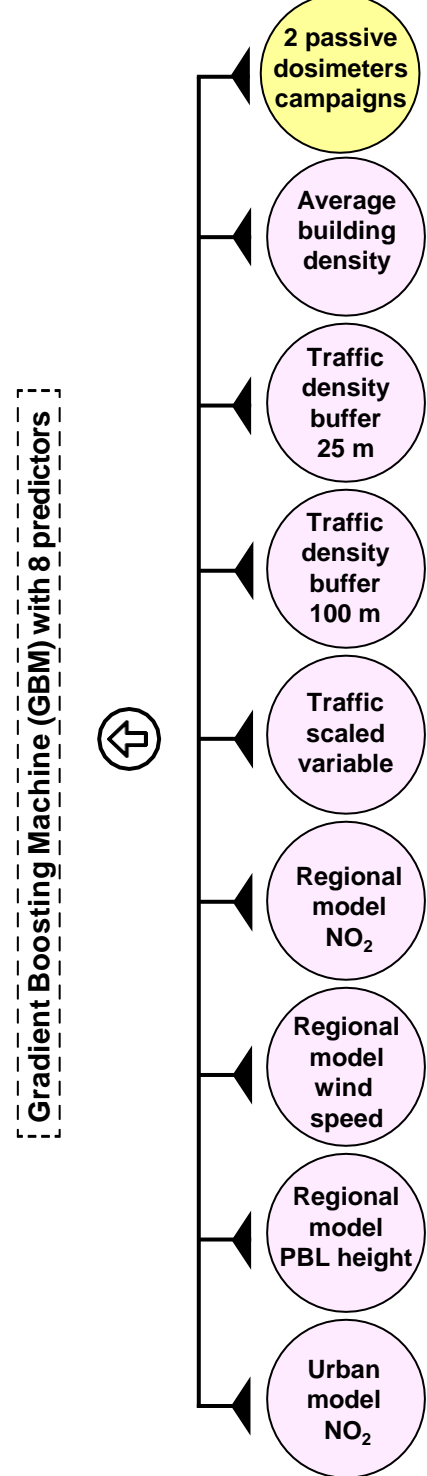 Gradient Boosting Machine (GBM) with 8 predictors
2 passive
dosimeters
campaigns
Average
building
density
Traffic
density
buffer
25 m
Traffic
density
buffer
100 m
Traffic
scaled
variable
Regional
model
NO₂
Regional
model
wind
speed
Regional
model
PBL height
Urban
model
NO₂